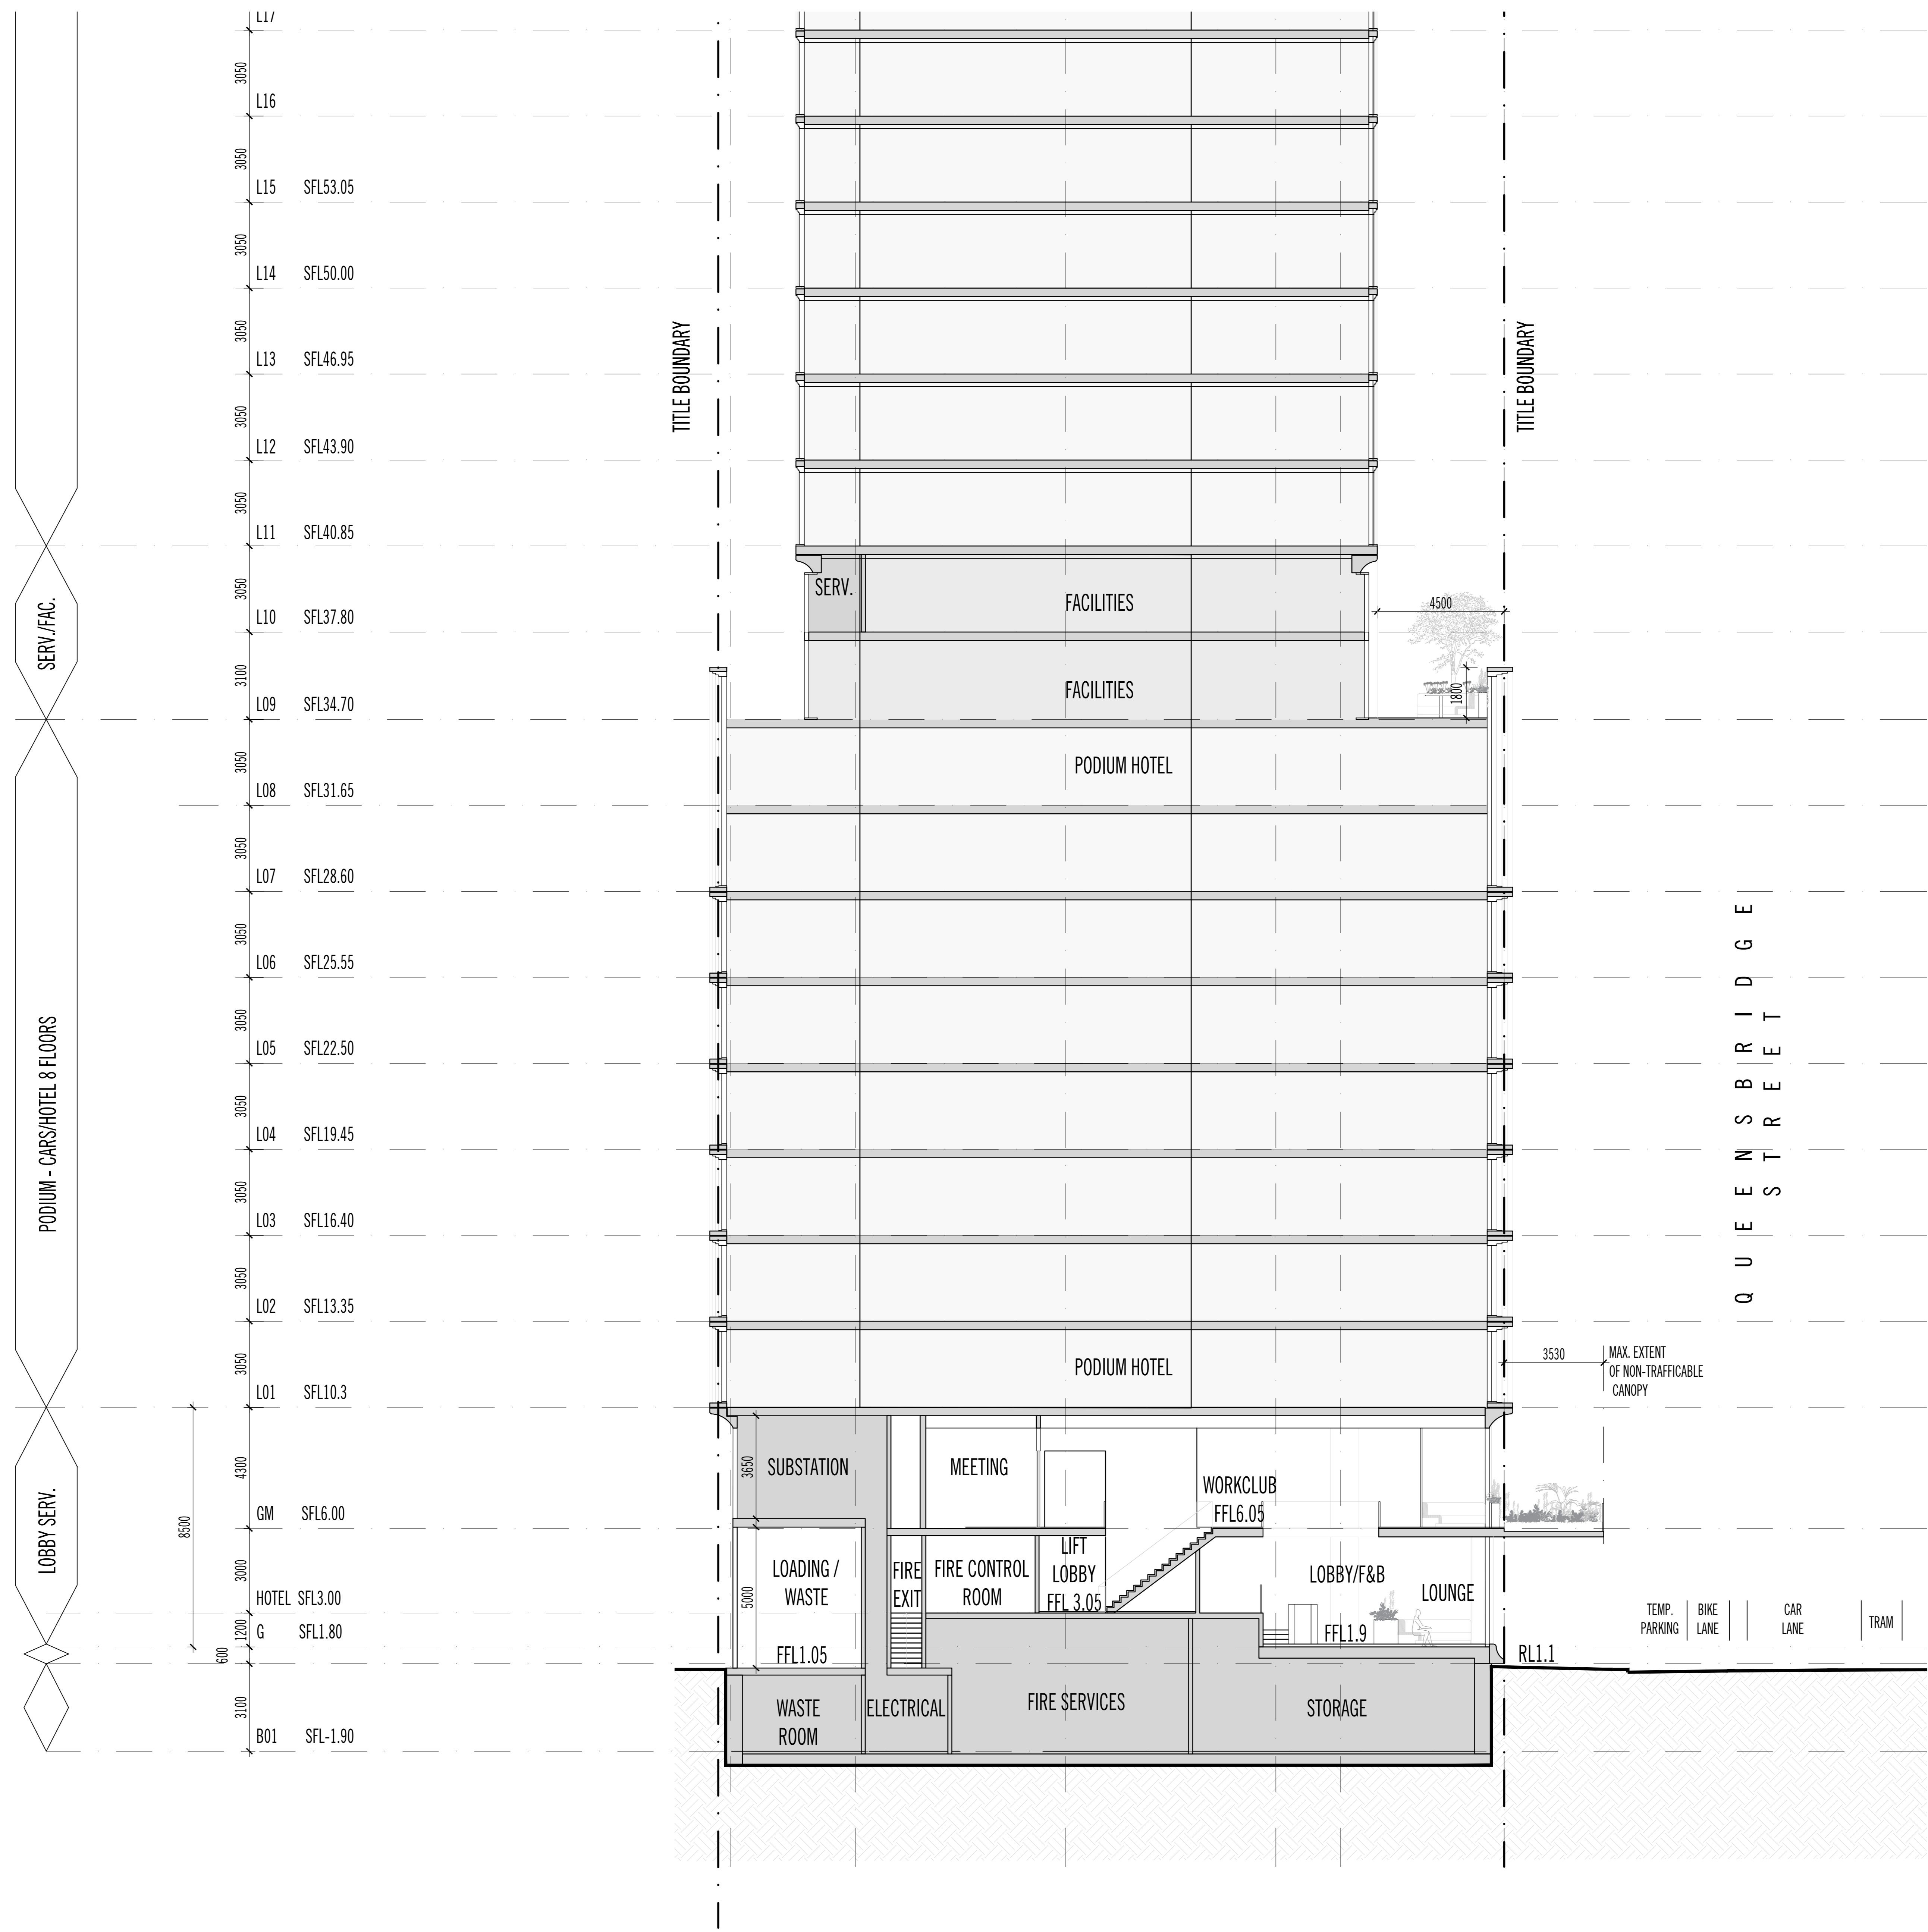 L17
3050
L16
3050
L15 SFL53.05
3050
L14 SFL50.00
3050
L13 SFL46.95
3050
L12 SFL43.90
3050
L11 SFL40.85
3050
L10 SFL37.80
3100
L09 SFL34.70
3050
L08 SFL31.65
3050
L07 SFL28.60
3050
L06 SFL25.55
3050
L05 SFL22.50
3050
L04 SFL19.45
3050
L03 SFL16.40
3050
L02 SFL13.35
3050
L01 SFL10.3
4300
GM SFL6.00
3000
HOTEL SFL3.00
1200
G SFL1.80
600
3100
B01 SFL-1.90
8500
SERV./FAC.
PODIUM - CARS/HOTEL 8 FLOORS
LOBBY SERV.
TITLE BOUNDARY
TITLE BOUNDARY
SERV.
FACILITIES
4500
FACILITIES
1800
PODIUM HOTEL
PODIUM HOTEL
QUEENSBRIDGE
STREET
3530
MAX. EXTENT
OF NON-TRAFFICABLE
CANOPY
3650
SUBSTATION
MEETING
WORKCLUB
FFL6.05
5000
LOADING /
WASTE
FFL1.05
FIRE
EXIT
FIRE CONTROL
ROOM
LIFT
LOBBY
FFL 3.05
LOBBY/F&B
LOUNGE
FFL1.9
RL1.1
TEMP.
PARKING
BIKE
LANE
CAR
LANE
TRAM
WASTE
ROOM
ELECTRICAL
FIRE SERVICES
STORAGE